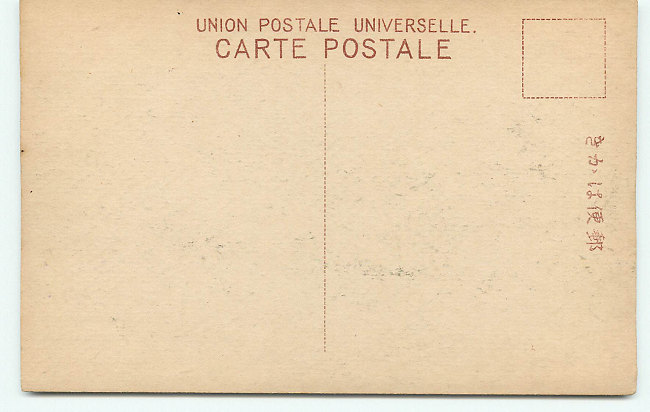 UNION POSTALE UNIVERSELLE.
CARTE POSTALE
郵便はかき